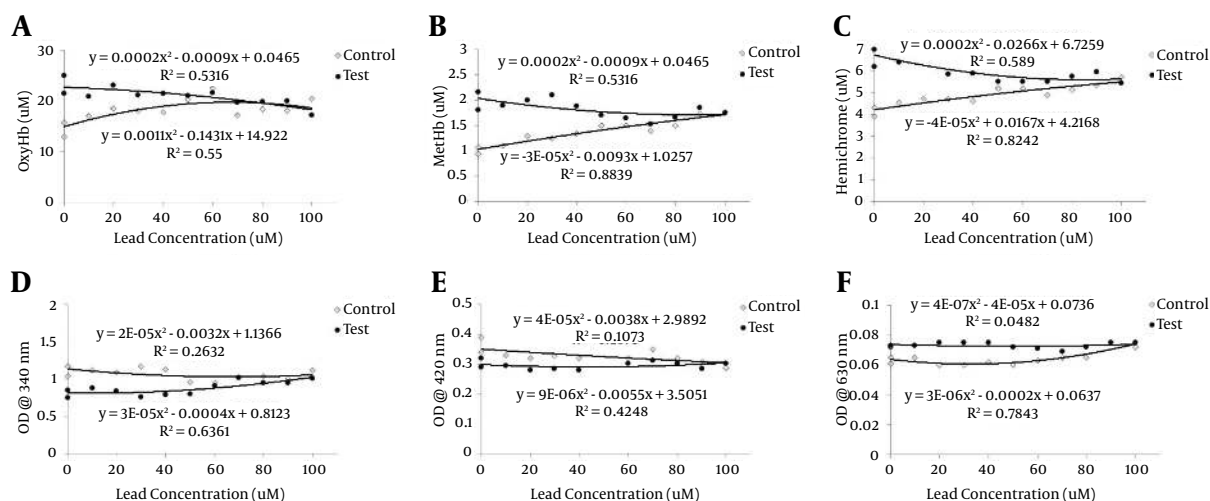 A
OxyHb
30
20
10
0
y = 0.0002x² - 0.0009x + 0.0465
R² = 0.5316
Control
Test
y = 0.0011x² - 0.1431x + 14.922
R² = 0.55
0 20 40 60 80 100
Lead Concentration (uM)
B
MetHb
3
2.5
2
1.5
1
0.5
0
y = 0.0002x² - 0.0009x + 0.0465
R² = 0.5316
Control
Test
y = -3E-05x² - 0.0093x + 1.0257
R² = 0.8839
0 20 40 60 80 100
Lead Concentration (uM)
C
Hemichrome (uM)
7
6
5
4
3
2
1
0
y = 0.0002x² - 0.0266x + 6.7259
R² = 0.589
Control
Test
y = -4E-05x² + 0.0167x + 4.2168
R² = 0.8242
0 20 40 60 80 100
Lead Concentration (uM)
D
OD @ 340 nm
2
1.5
1
0.5
0
y = 2E-05x² - 0.0032x + 1.1366
R² = 0.2632
Control
Test
y = 3E-05x² - 0.0004x + 0.8123
R² = 0.6361
0 20 40 60 80 100
Lead Concentration (uM)
E
OD @ 420 nm
0.5
0.4
0.3
0.2
0.1
0
y = 4E-05x² - 0.0038x + 2.9892
R² = 0.1073
Control
Test
y = 9E-06x² - 0.0055x + 3.5051
R² = 0.4248
0 20 40 60 80 100
Lead Concentration (uM)
F
OD @ 630 nm
0.1
0.08
0.06
0.04
0.02
0
y = 4E-07x² - 4E-05x + 0.0736
R² = 0.0482
Control
Test
y = 3E-06x² - 0.0002x + 0.0637
R² = 0.7843
0 20 40 60 80 100
Lead Concentration (uM)